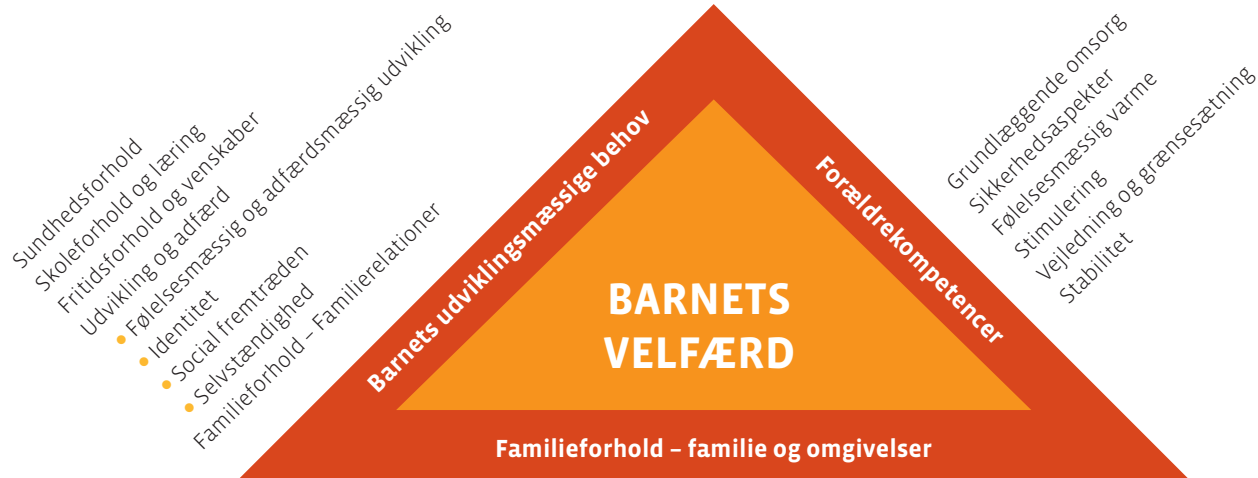 Sundhedsforhold
Skoleforhold og læring
Fritidsforhold og venskaber
Udvikling og adfærd
• Følelsesmæssig og adfærdsmæssig udvikling
• Identitet
• Social fremtræden
• Selvstændighed
Familieforhold – Familierelationer
Barnets udviklingsmæssige behov
BARNETS
VELFÆRD
Forældrekompetencer
Grundlæggende omsorg
Sikkerhedsaspekter
Følelsesmæssig varme
Stimulering
Vejledning og grænsesætning
Stabilitet
Familieforhold – familie og omgivelser